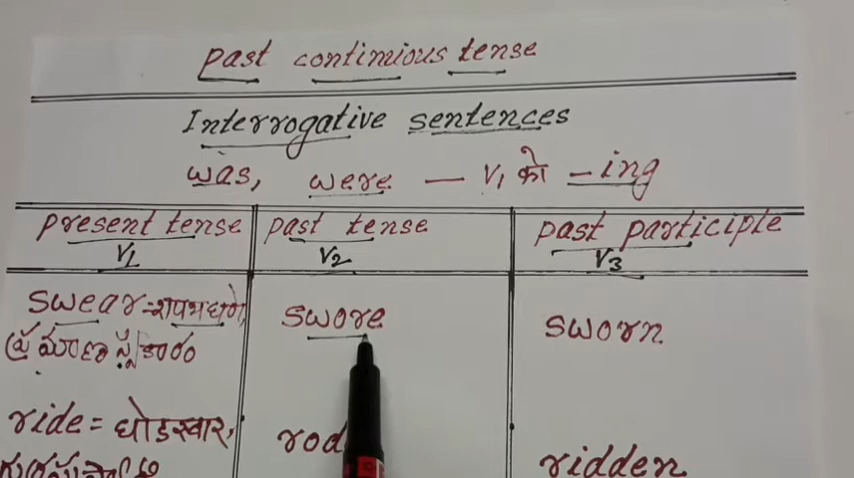 past continious tense
Interrogative sentences
was, were — V1 को -ing
present tense past tense past participle
V1 V2 V3
swear = swore sworn
ride = घोडस्वार, rod ridden